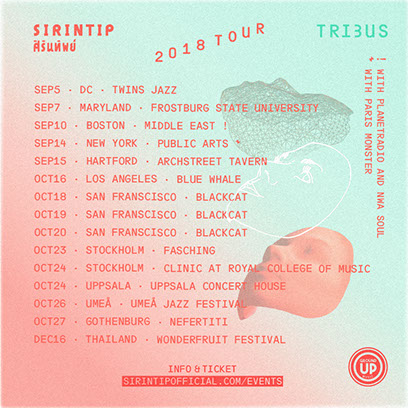 SIRINTIP
สิรินทิพย์
2018 TOUR
TRIBUS
! WITH PLANETRADIO AND NWA SOUL
* WITH PARIS MONSTER
SEP5 · DC · TWINS JAZZ
SEP7 · MARYLAND · FROSTBURG STATE UNIVERSITY
SEP10 · BOSTON · MIDDLE EAST !
SEP14 · NEW YORK · PUBLIC ARTS *
SEP15 · HARTFORD · ARCHSTREET TAVERN
OCT16 · LOS ANGELES · BLUE WHALE
OCT18 · SAN FRANSCISCO · BLACKCAT
OCT19 · SAN FRANSCISCO · BLACKCAT
OCT20 · SAN FRANSCISCO · BLACKCAT
OCT23 · STOCKHOLM · FASCHING
OCT24 · STOCKHOLM · CLINIC AT ROYAL COLLEGE OF MUSIC
OCT24 · UPPSALA · UPPSALA CONCERT HOUSE
OCT26 · UMEÅ · UMEÅ JAZZ FESTIVAL
OCT27 · GOTHENBURG · NEFERTITI
DEC16 · THAILAND · WONDERFRUIT FESTIVAL
INFO & TICKET
SIRINTIPOFFICIAL.COM/EVENTS
GROUND
UP